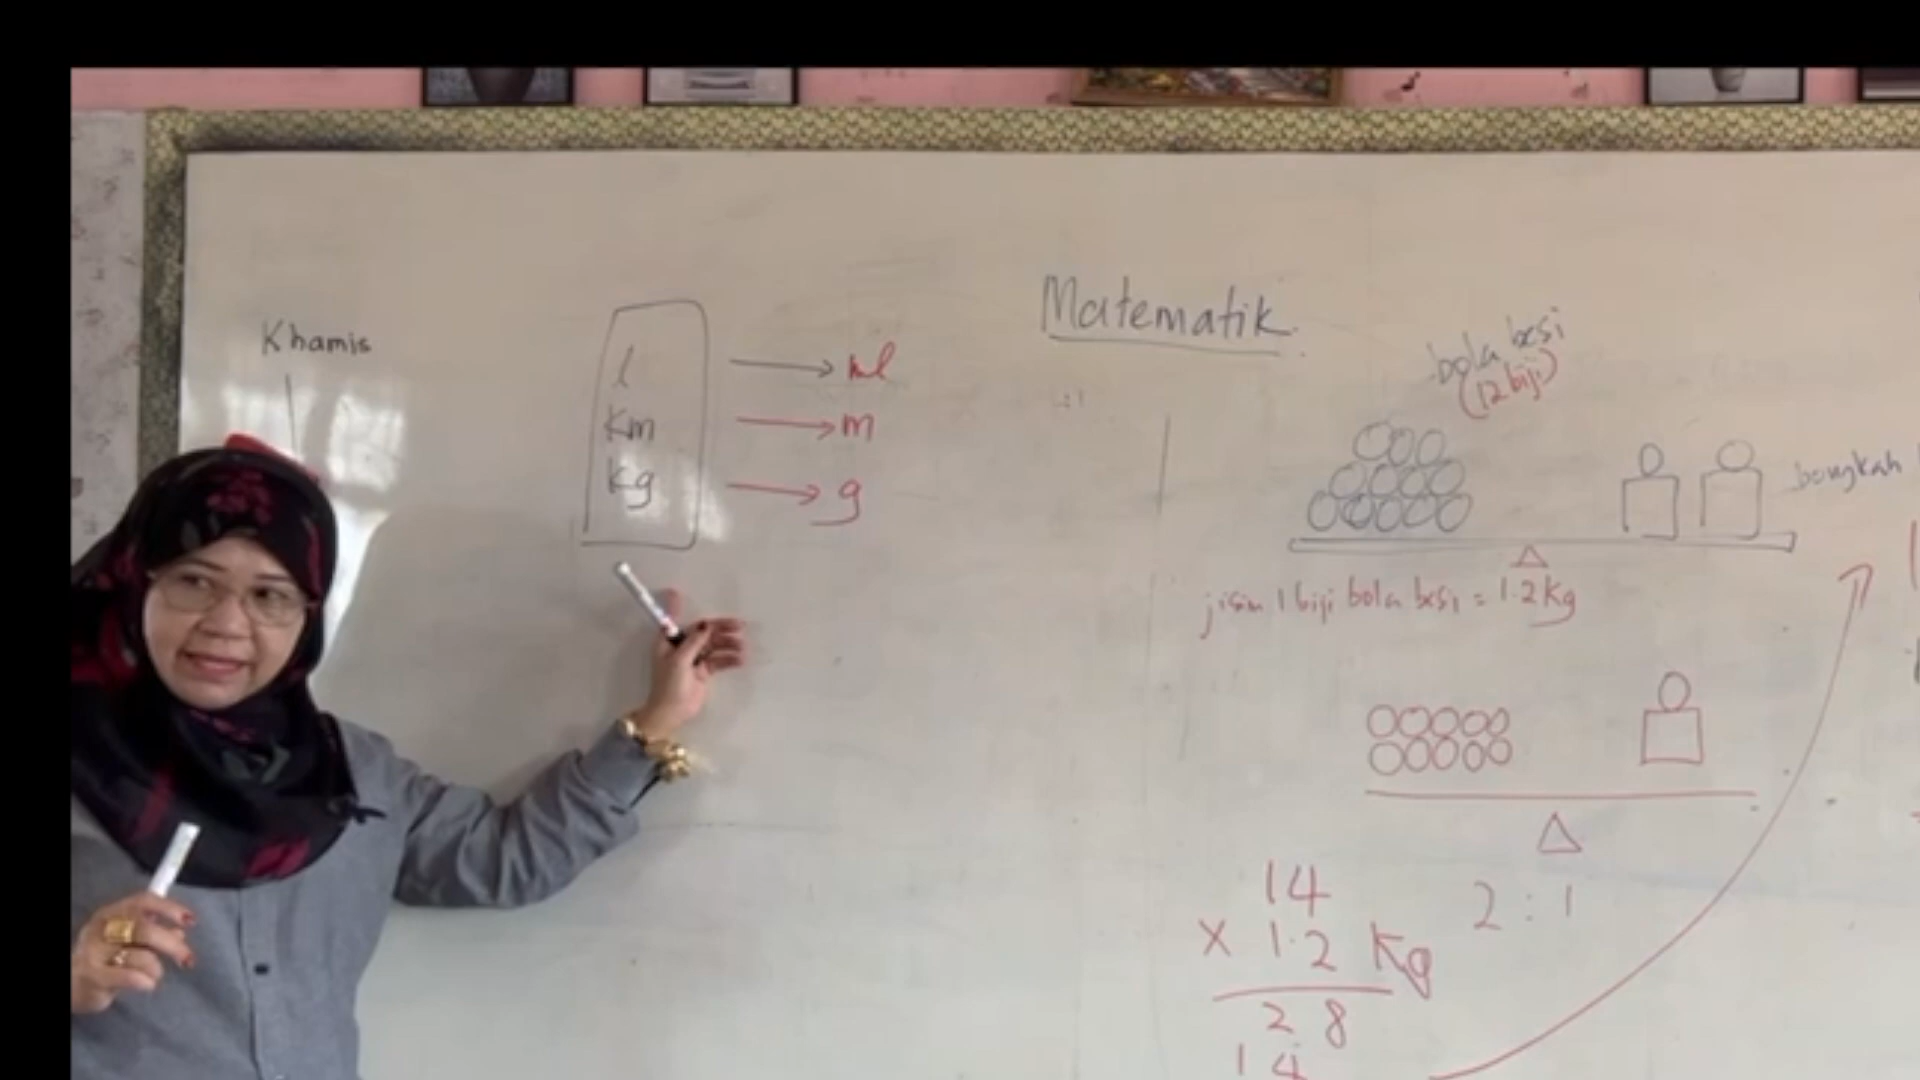 Khamis
l → ml
Km → m
Kg → g
Matematik
bola besi
(12 biji)
bongkah
jisim 1 biji bola besi = 1.2 Kg
14
x 1.2 Kg
2 8
1 4
2 : 1